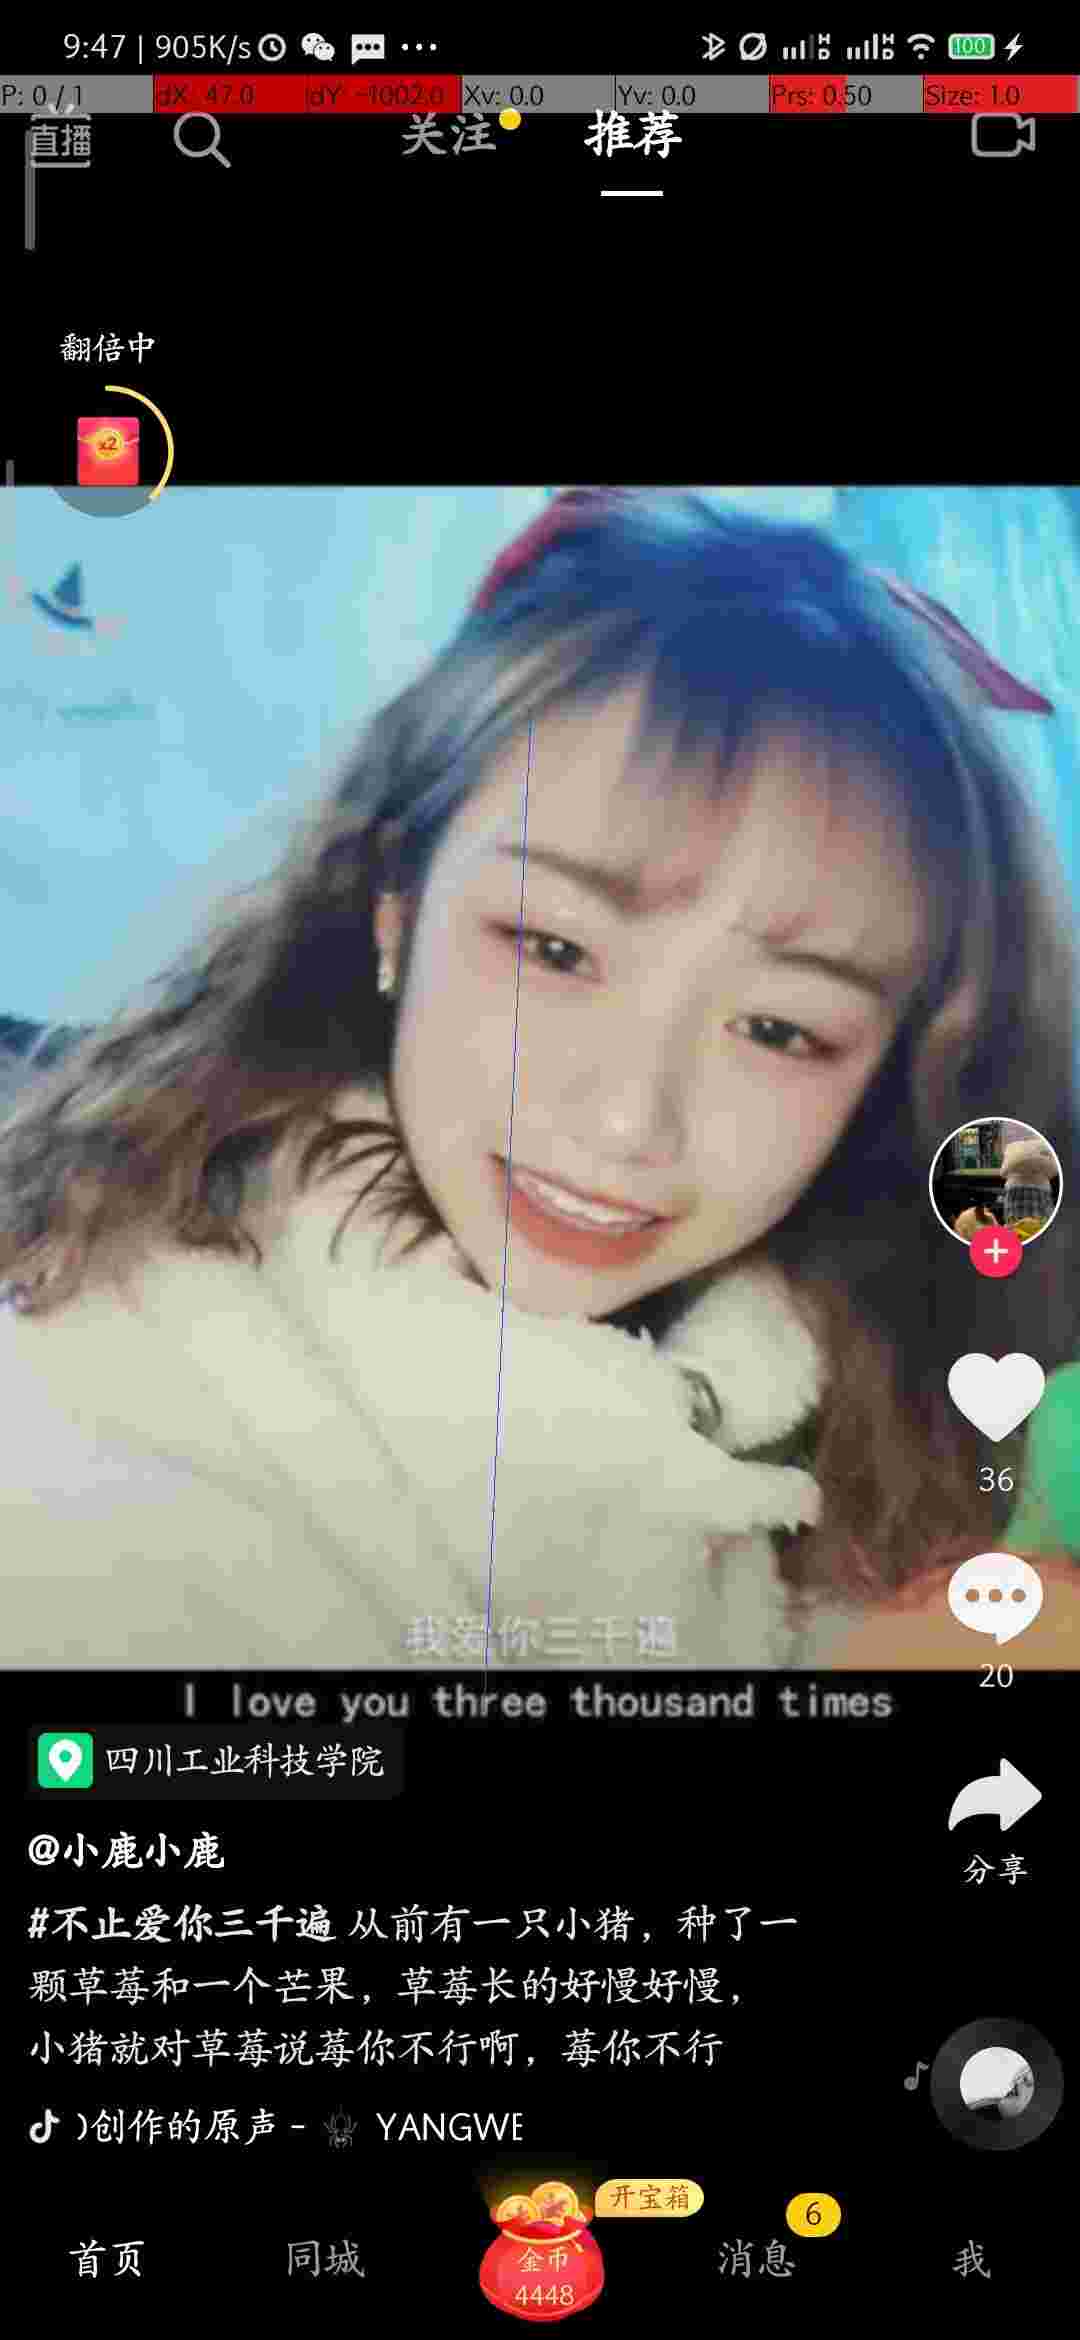 9:47 | 905K/s
100
P: 0 / 1
dX: 47.0
dY: -1002.0
Xv: 0.0
Yv: 0.0
Prs: 0.50
Size: 1.0
直播
关注
推荐
翻倍中
x2
36
我爱你三千遍
20
I love you three thousand times
四川工业科技学院
分享
@小鹿小鹿
#不止爱你三千遍 从前有一只小猪，种了一
颗草莓和一个芒果，草莓长的好慢好慢，
小猪就对草莓说莓你不行啊，莓你不行
)创作的原声 - 🕷 YANGWE
开宝箱
6
首页
同城
金币
4448
消息
我